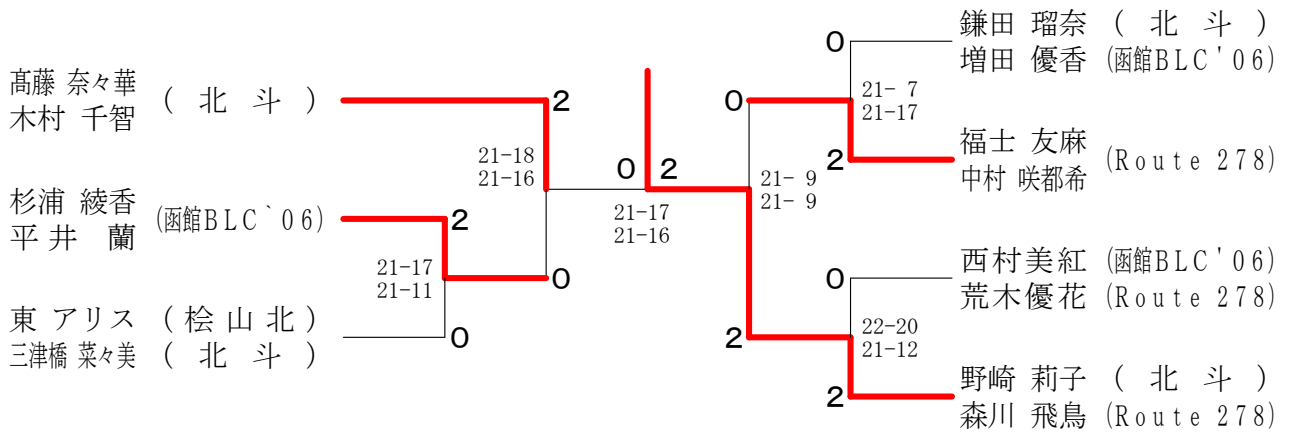 髙藤 奈々華
木村 千智
( 北 斗 )
2
21-18
21-16
杉浦 綾香
平井 蘭
(函館BLC`06)
2
21-17
21-11
0
東 アリス (桧山北)
三津橋 菜々美 ( 北 斗 )
0
0 2
21-17
21-16
鎌田 瑠奈 ( 北 斗 )
増田 優香 (函館BLC'06)
0
21- 7
21-17
0
福士 友麻
中村 咲都希
(Route 278)
2
21- 9
21- 9
西村美紅 (函館BLC'06)
荒木優花 (Route 278)
0
22-20
21-12
2
野崎 莉子 ( 北 斗 )
森川 飛鳥 (Route 278)
2